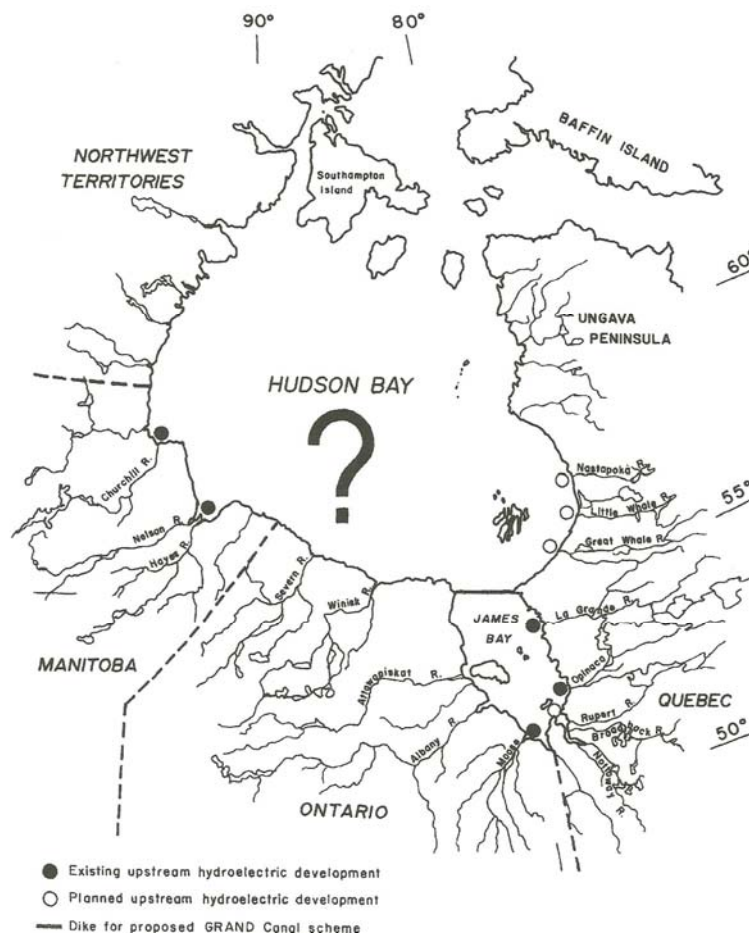 90°
80°
BAFFIN ISLAND
NORTHWEST
TERRITORIES
Southampton
Island
60°
UNGAVA
PENINSULA
HUDSON BAY
?
Nastapoka R.
Churchill R.
Little Whale R.
55°
Nelson R.
Great Whale R.
Hayes R.
Severn R.
Winisk R.
La Grande R.
JAMES
BAY
MANITOBA
Opinaca
Attawapiskat R.
Rupert R.
QUEBEC
Broadback R.
50°
Albany R.
Moose
Nottaway R.
ONTARIO
Existing upstream hydroelectric development
Planned upstream hydroelectric development
Dike for proposed GRAND Canal scheme